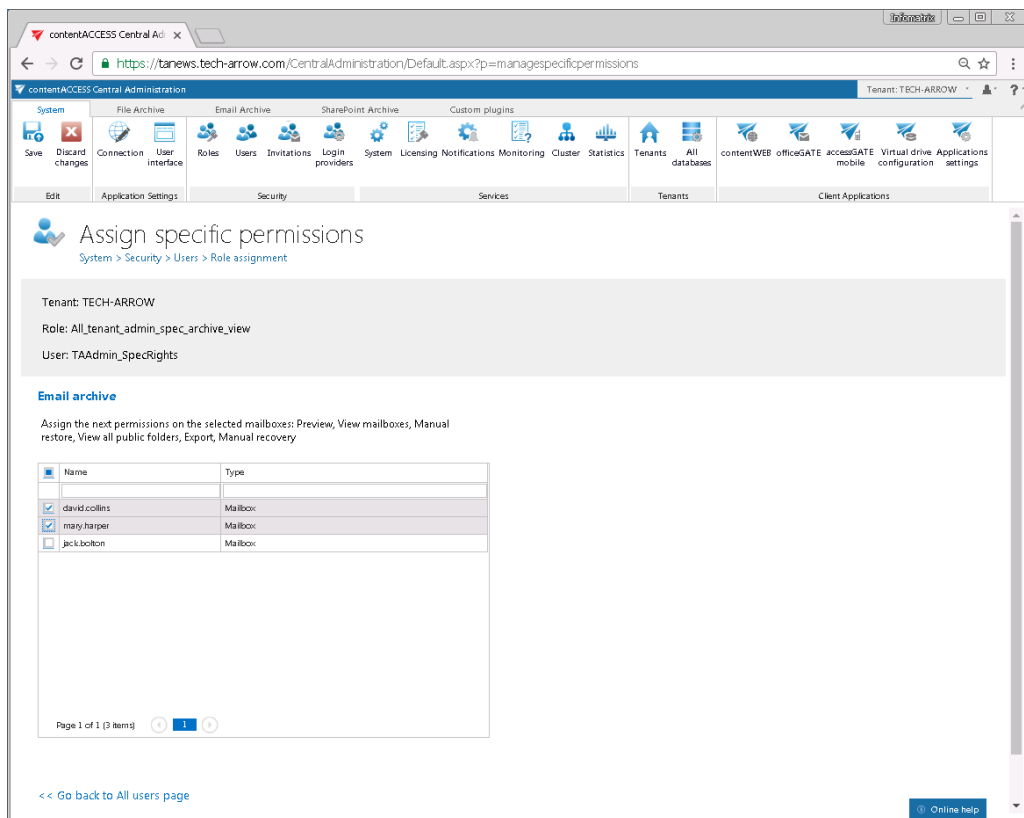 Infomatrix
contentACCESS Central Ad
https://tanews.tech-arrow.com/CentralAdministration/Default.aspx?p=managespecificpermissions
contentACCESS Central Administration
Tenant: TECH-ARROW
?
System File Archive Email Archive SharePoint Archive Custom plugins
Save Discard changes Connection User interface Roles Users Invitations Login providers System Licensing Notifications Monitoring Cluster Statistics Tenants All databases contentWEB officeGATE accessGATE mobile Virtual drive configuration Applications settings
Edit Application Settings Security Services Tenants Client Applications
Assign specific permissions
System > Security > Users > Role assignment
Tenant: TECH-ARROW
Role: All_tenant_admin_spec_archive_view
User: TAAdmin_SpecRights
Email archive
Assign the next permissions on the selected mailboxes: Preview, View mailboxes, Manual
restore, View all public folders, Export, Manual recovery
Name Type
david.collins Mailbox
mary.harper Mailbox
jack.bolton Mailbox
Page 1 of 1 (3 items) 1
<< Go back to All users page
Online help